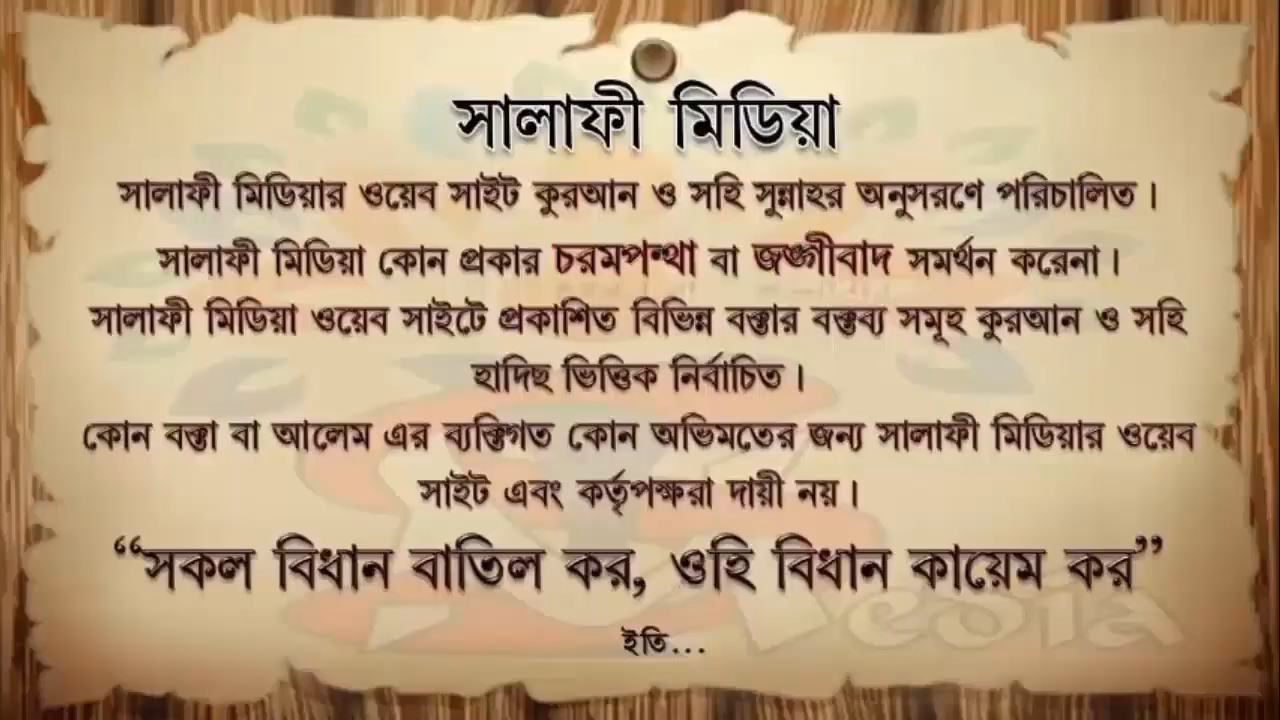 সালাফী মিডিয়া
সালাফী মিডিয়ার ওয়েব সাইট কুরআন ও সহি সুন্নাহর অনুসরণে পরিচালিত।
সালাফী মিডিয়া কোন প্রকার চরমপন্থা বা জঙ্গীবাদ সমর্থন করেনা।
সালাফী মিডিয়া ওয়েব সাইটে প্রকাশিত বিভিন্ন বক্তার বক্তব্য সমূহ কুরআন ও সহি
হাদিছ ভিত্তিক নির্বাচিত।
কোন বক্তা বা আলেম এর ব্যক্তিগত কোন অভিমতের জন্য সালাফী মিডিয়ার ওয়েব
সাইট এবং কর্তৃপক্ষরা দায়ী নয়।
“সকল বিধান বাতিল কর, ওহি বিধান কায়েম কর”
ইতি...